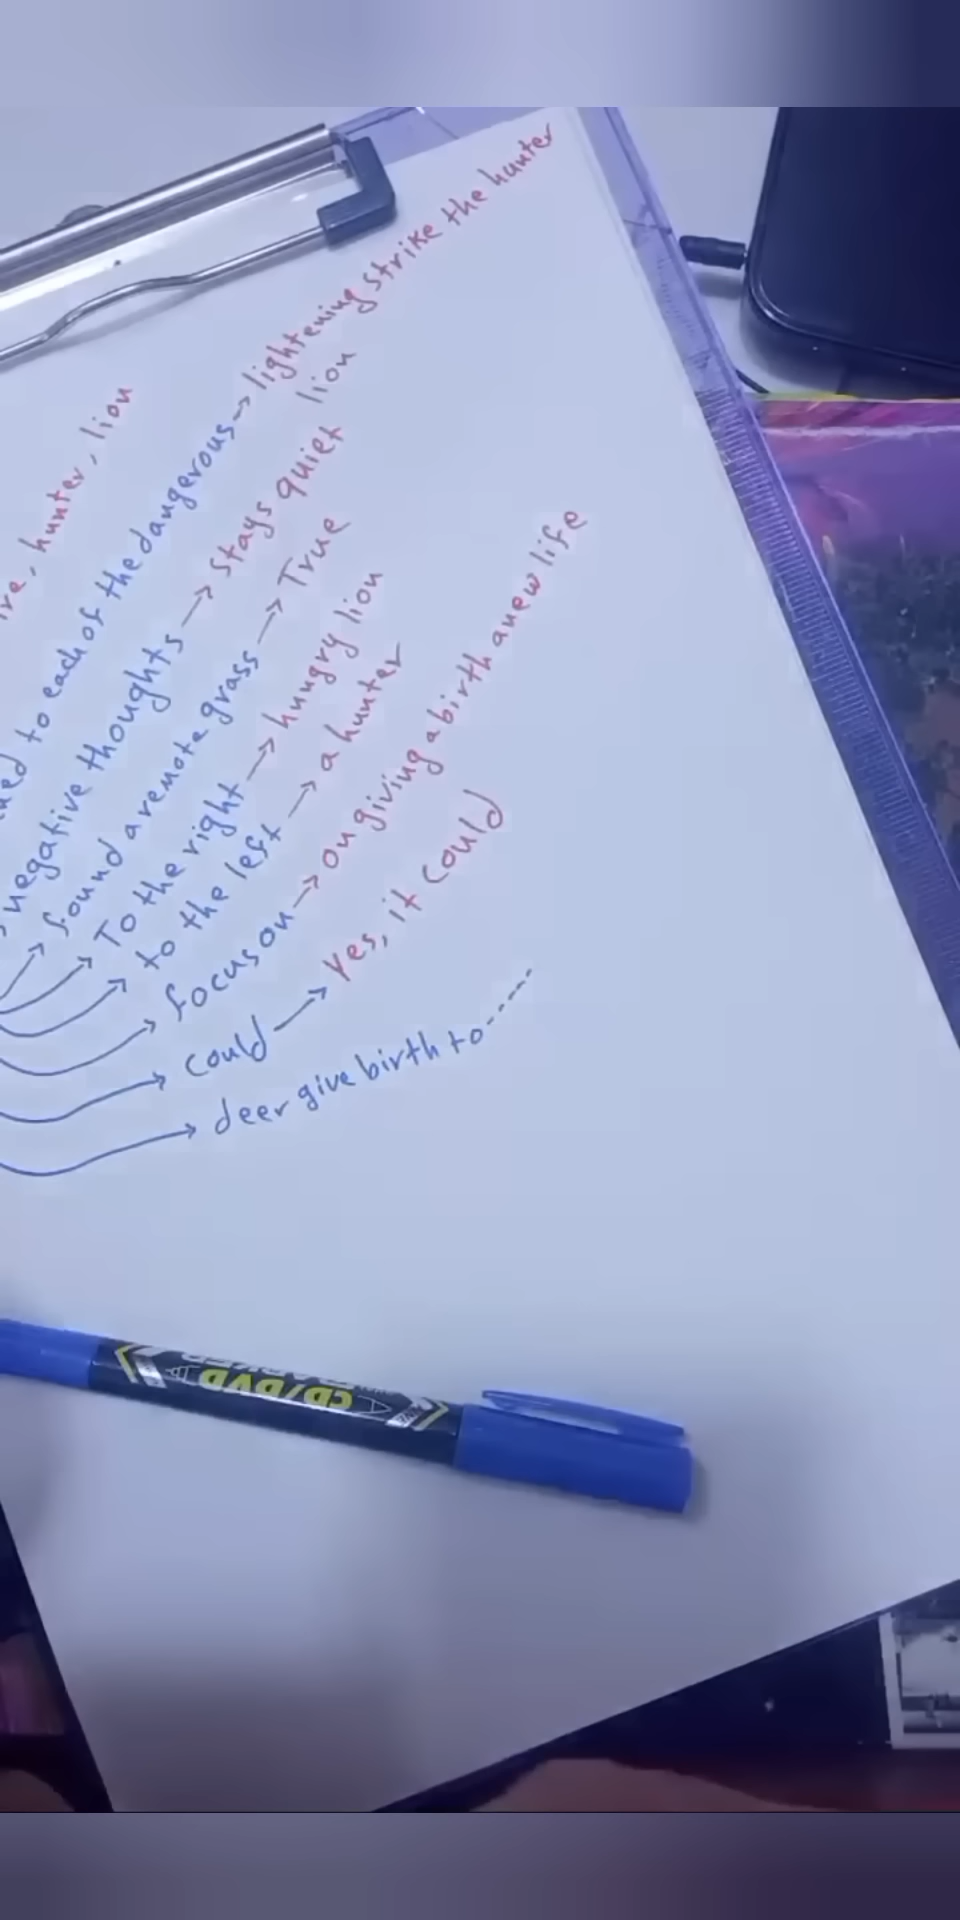 hunter, lion
to each of the dangerous → lightening strike the hunter
lion
negative thoughts → stays quiet
found a remote grass → True
To the right → hungry lion
to the left → a hunter
focus on → on giving a birth a new life
could → yes, it could
deer give birth to-----
CD/DVD